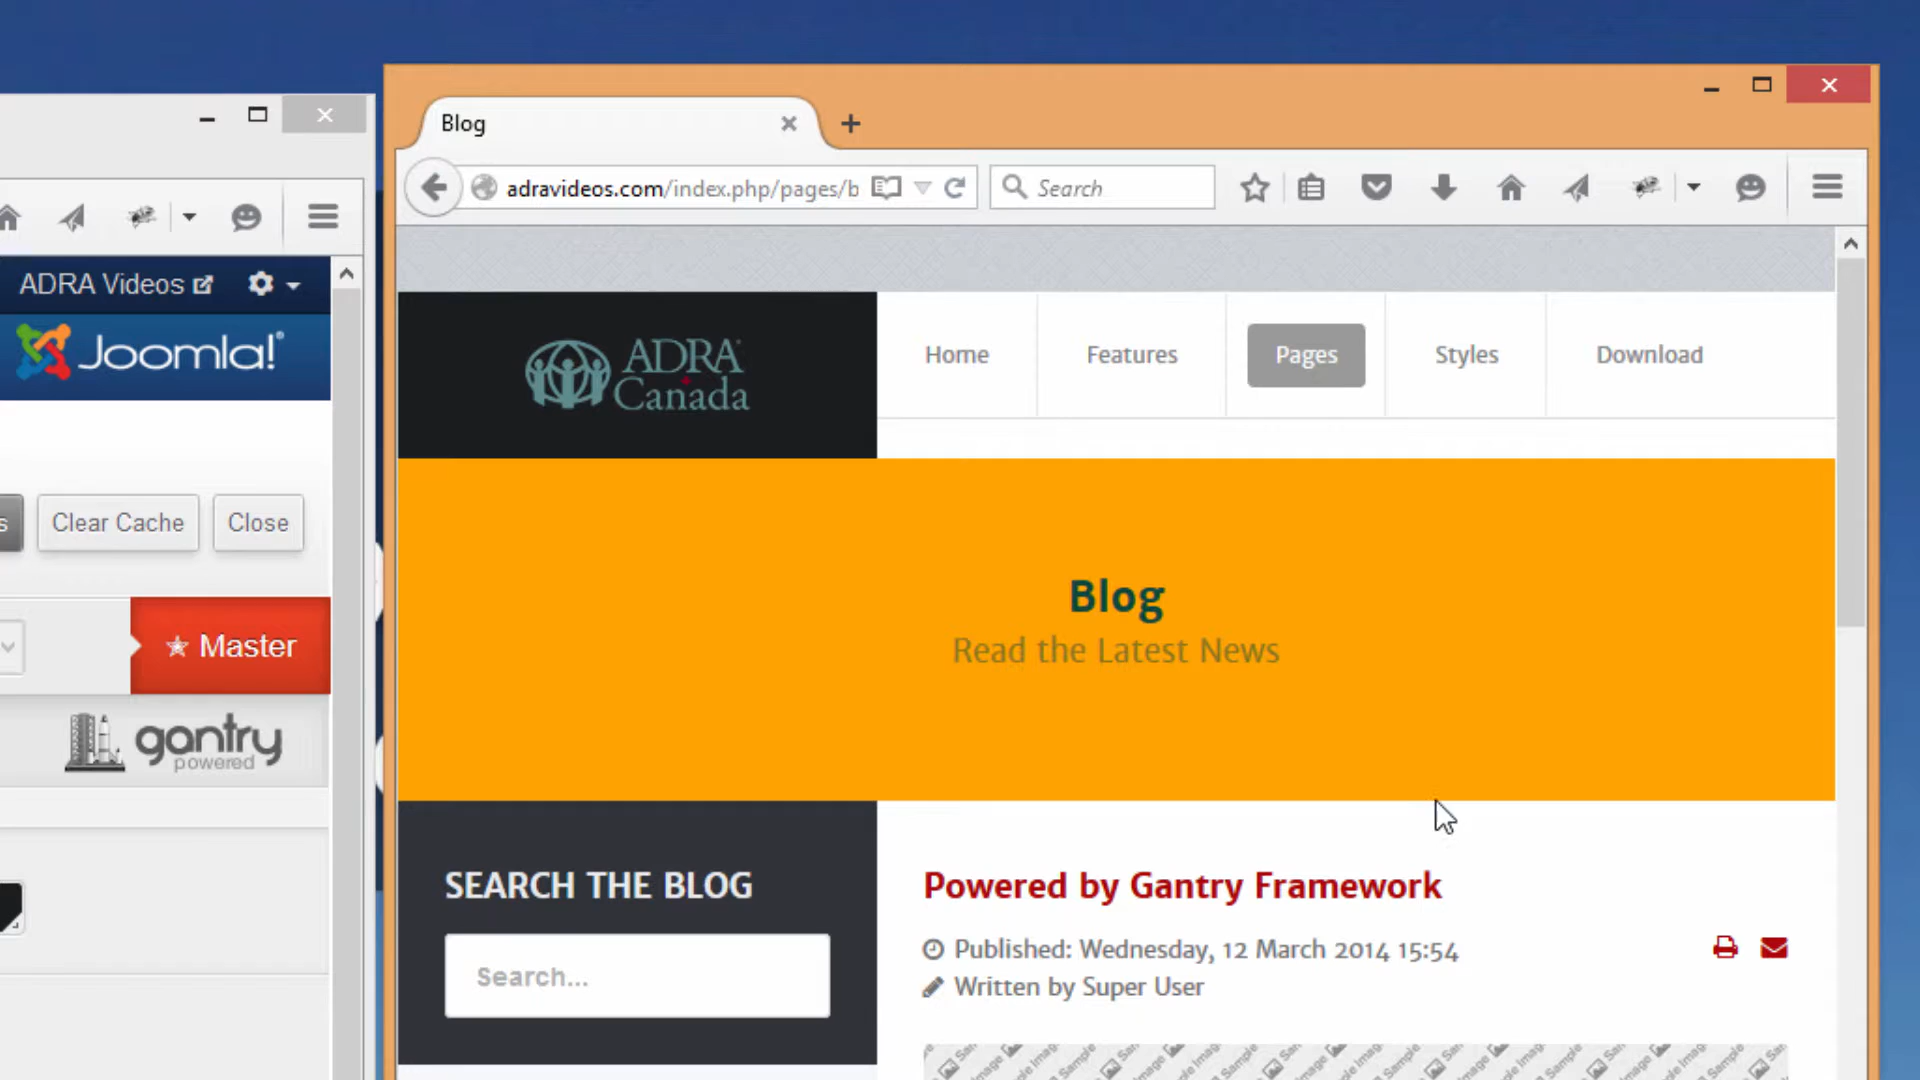 Blog
adravideos.com/index.php/pages/b
Search
ADRA Videos
Joomla!
s
Clear Cache
Close
Master
gantry
powered
ADRA
Canada
Home
Features
Pages
Styles
Download
Blog
Read the Latest News
SEARCH THE BLOG
Search...
Powered by Gantry Framework
Published: Wednesday, 12 March 2014 15:54
Written by Super User
Sample Image